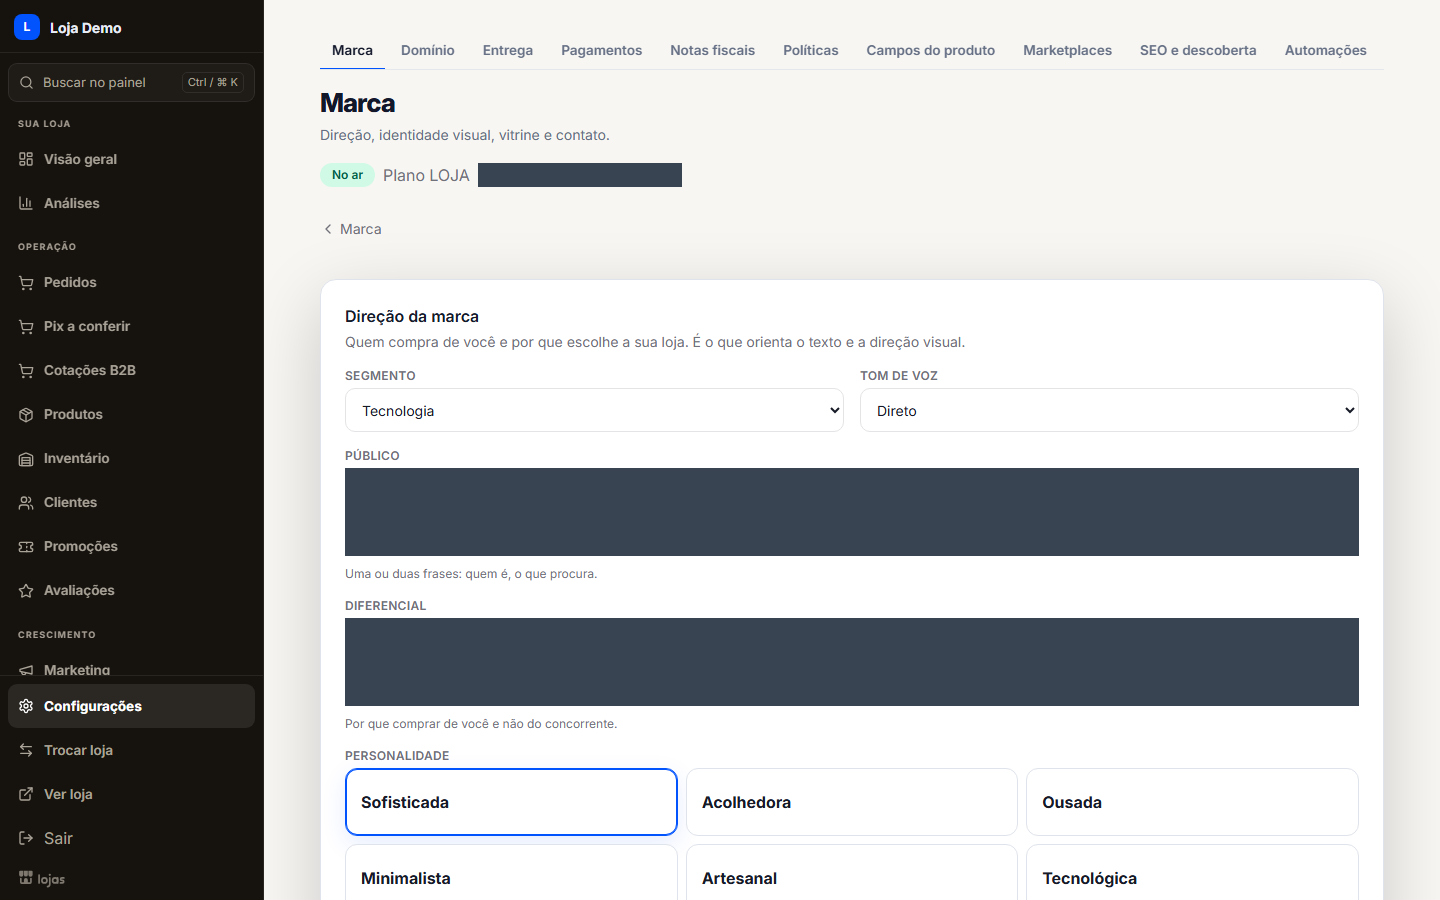 L Loja Demo
Buscar no painel Ctrl / ⌘ K
SUA LOJA
Visão geral
Análises
OPERAÇÃO
Pedidos
Pix a conferir
Cotações B2B
Produtos
Inventário
Clientes
Promoções
Avaliações
CRESCIMENTO
Marketing
Configurações
Trocar loja
Ver loja
Sair
lojas
Marca Domínio Entrega Pagamentos Notas fiscais Políticas Campos do produto Marketplaces SEO e descoberta Automações
Marca
Direção, identidade visual, vitrine e contato.
No ar Plano LOJA
Marca
Direção da marca
Quem compra de você e por que escolhe a sua loja. É o que orienta o texto e a direção visual.
SEGMENTO TOM DE VOZ
Tecnologia Direto
PÚBLICO
Uma ou duas frases: quem é, o que procura.
DIFERENCIAL
Por que comprar de você e não do concorrente.
PERSONALIDADE
Sofisticada Acolhedora Ousada
Minimalista Artesanal Tecnológica